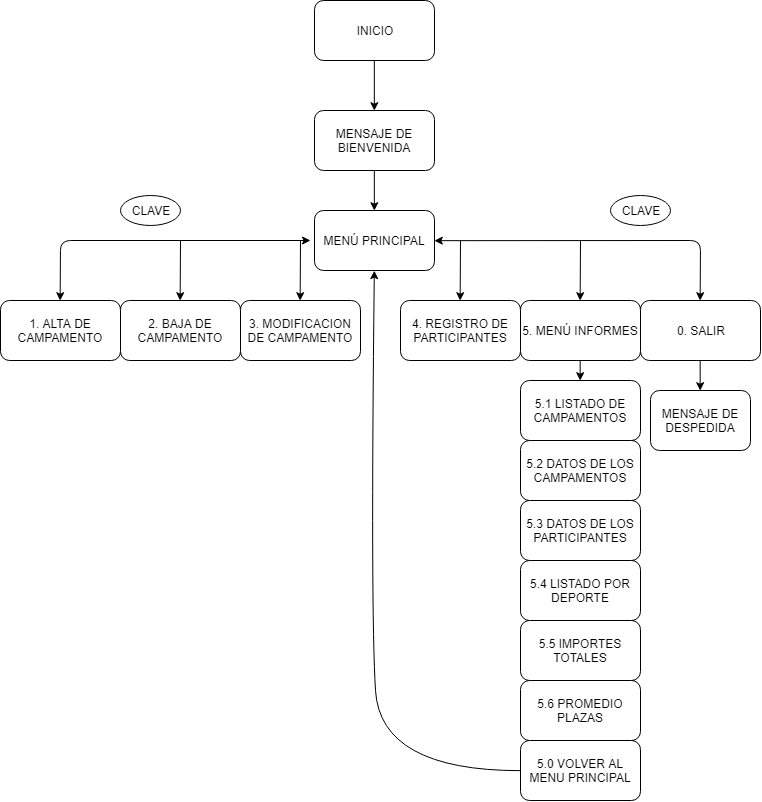 INICIO
MENSAJE DE
BIENVENIDA
CLAVE
CLAVE
MENÚ PRINCIPAL
1. ALTA DE
CAMPAMENTO
2. BAJA DE
CAMPAMENTO
3. MODIFICACION
DE CAMPAMENTO
4. REGISTRO DE
PARTICIPANTES
5. MENÚ INFORMES
0. SALIR
5.1 LISTADO DE
CAMPAMENTOS
MENSAJE DE
DESPEDIDA
5.2 DATOS DE LOS
CAMPAMENTOS
5.3 DATOS DE LOS
PARTICIPANTES
5.4 LISTADO POR
DEPORTE
5.5 IMPORTES
TOTALES
5.6 PROMEDIO
PLAZAS
5.0 VOLVER AL
MENU PRINCIPAL